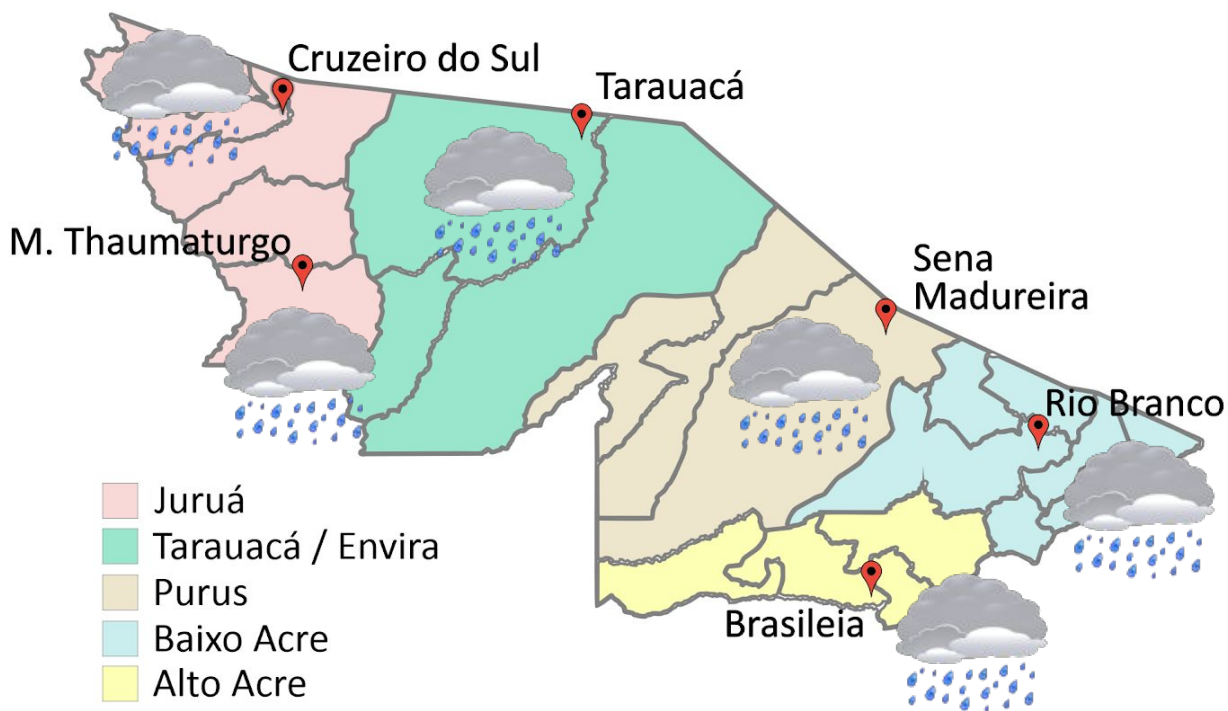 Cruzeiro do Sul
Tarauacá
M. Thaumaturgo
Sena
Madureira
Rio Branco
Brasileia
Juruá
Tarauacá / Envira
Purus
Baixo Acre
Alto Acre